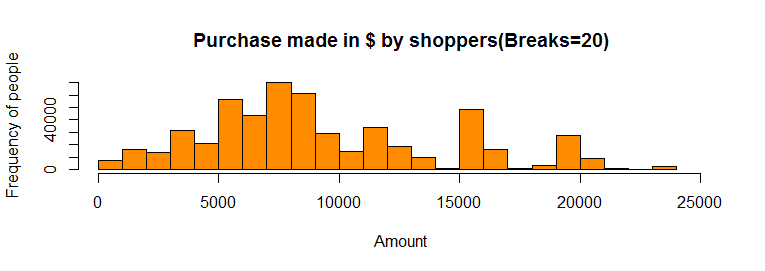 Purchase made in $ by shoppers(Breaks=20)
Frequency of people
40000
0
0 5000 10000 15000 20000 25000
Amount